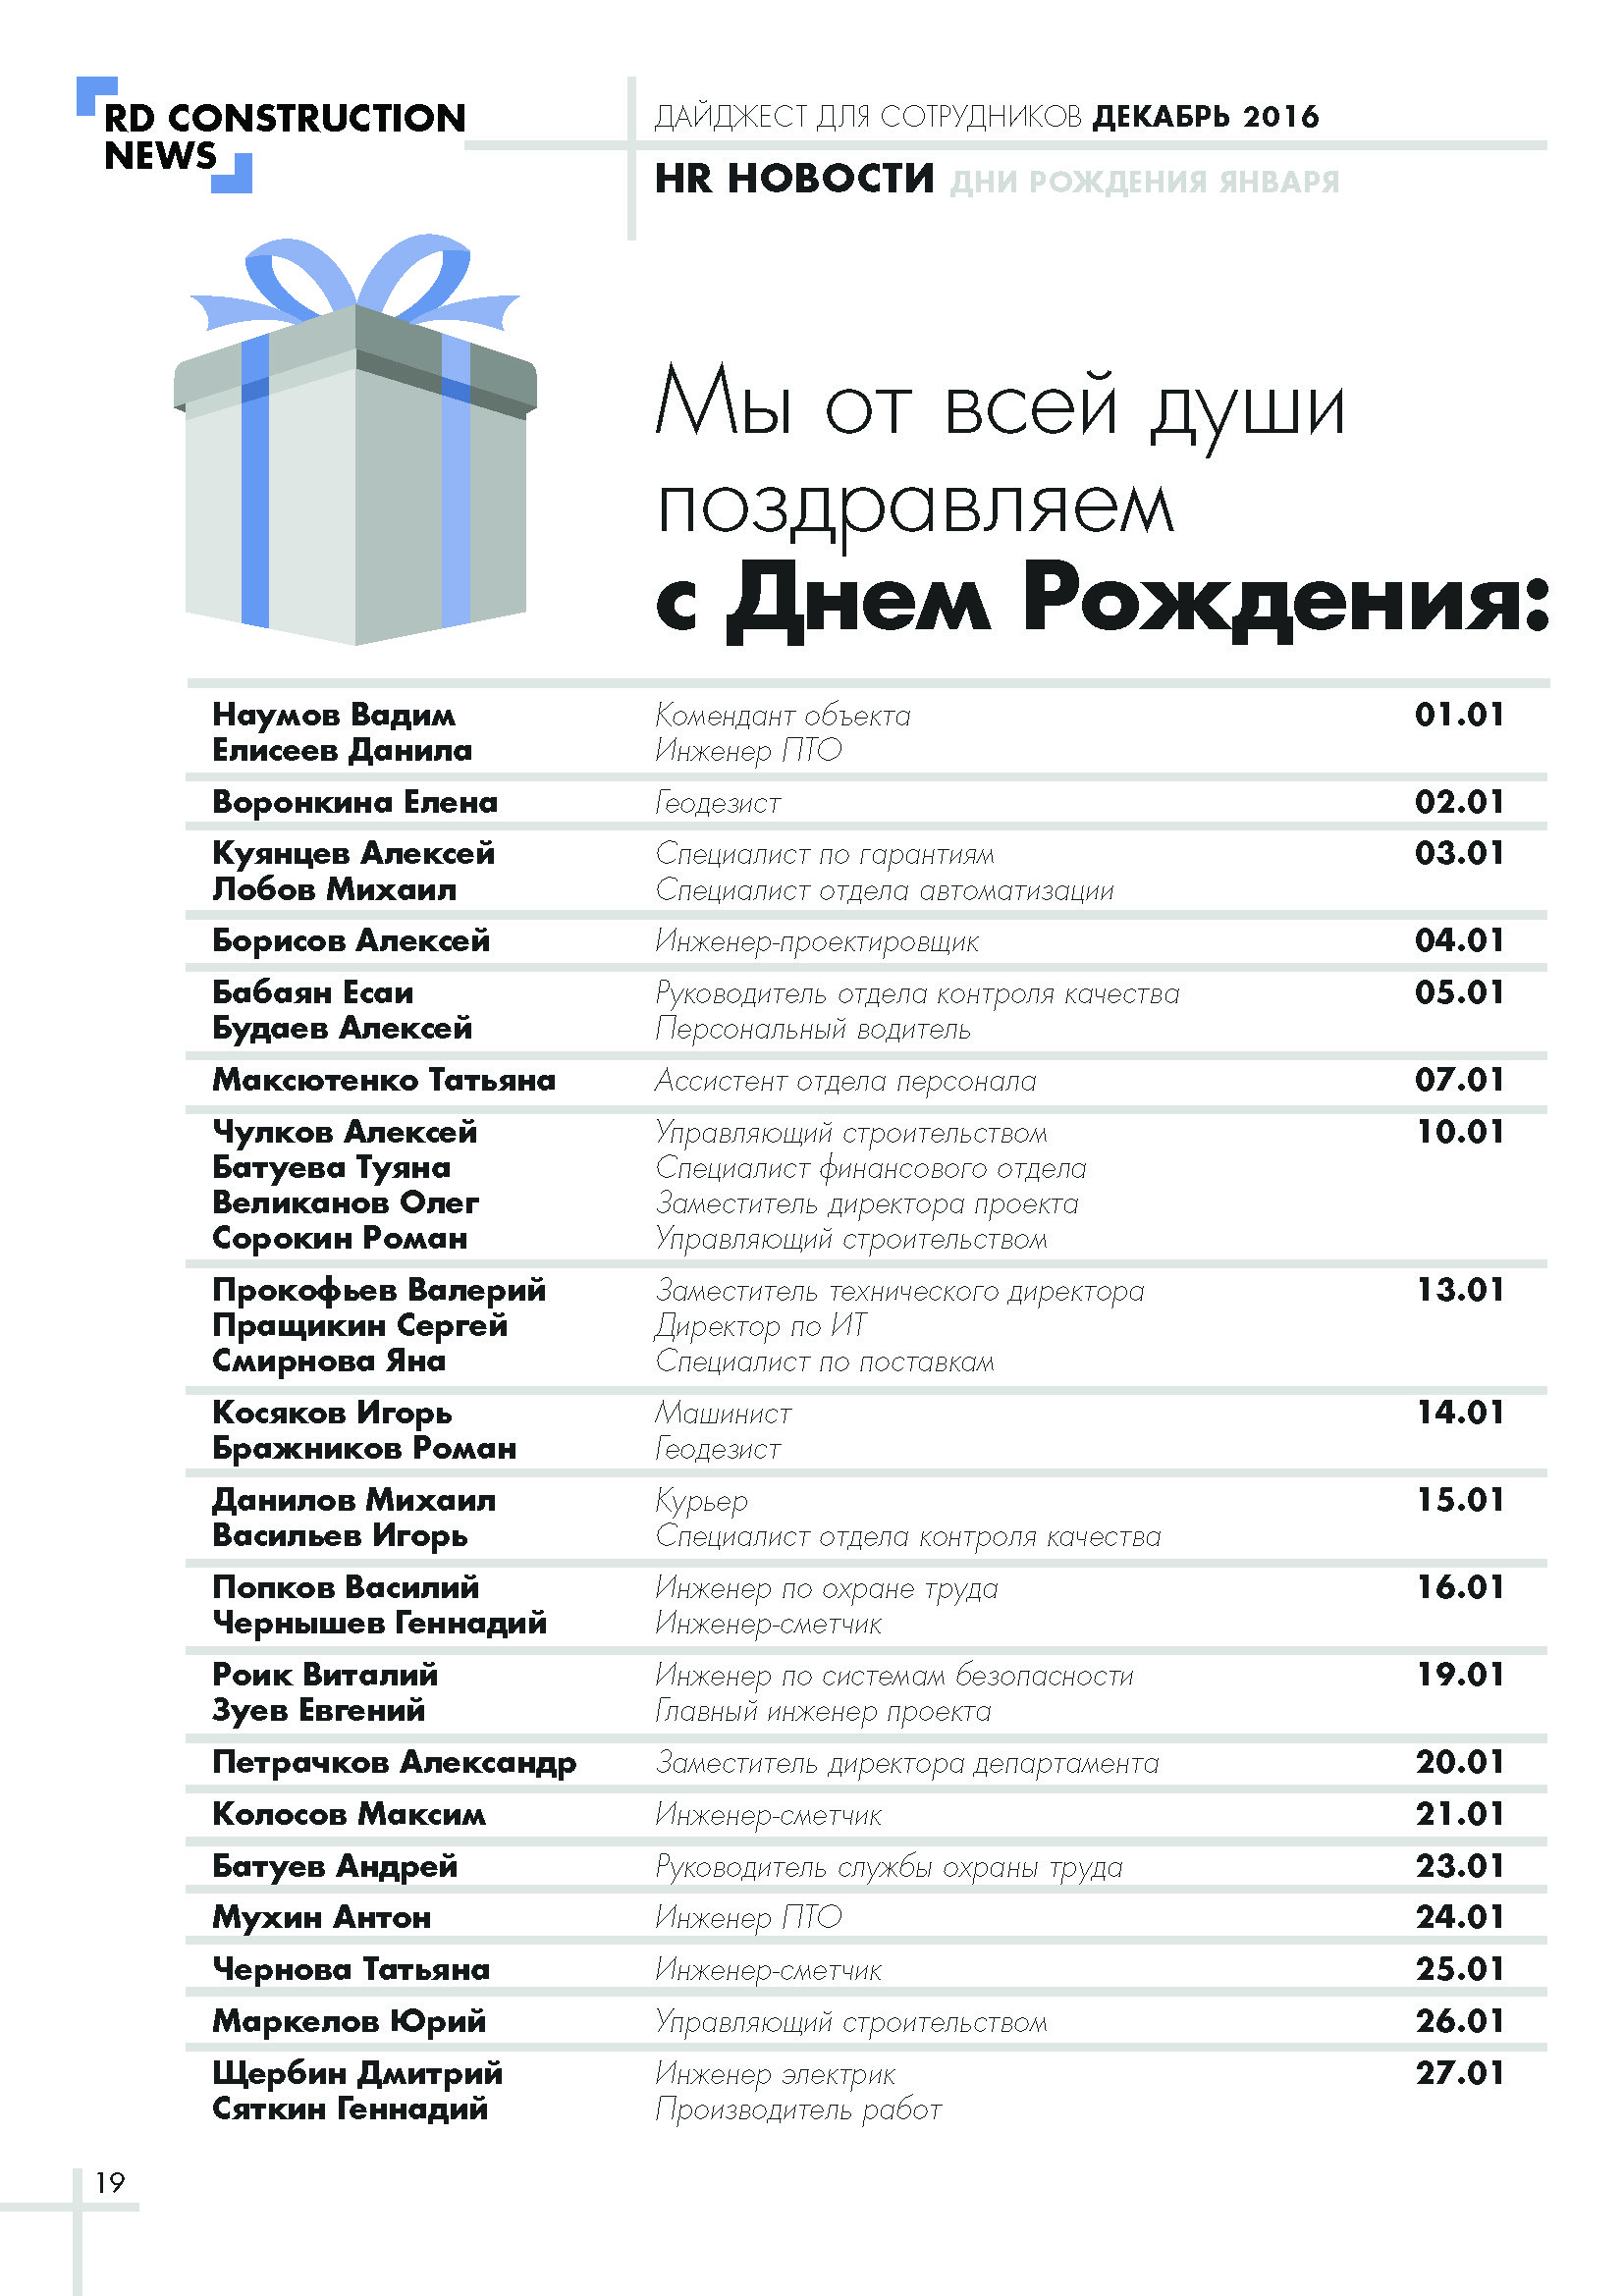 RD CONSTRUCTION
NEWS
ДАЙДЖЕСТ ДЛЯ СОТРУДНИКОВ ДЕКАБРЬ 2016
HR НОВОСТИ ДНИ РОЖДЕНИЯ ЯНВАРЯ
Мы от всей души
поздравляем
с Днем Рождения:
Наумов Вадим Комендант объекта 01.01
Елисеев Данила Инженер ПТО
Воронкина Елена Геодезист 02.01
Куянцев Алексей Специалист по гарантиям 03.01
Лобов Михаил Специалист отдела автоматизации
Борисов Алексей Инженер-проектировщик 04.01
Бабаян Есаи Руководитель отдела контроля качества 05.01
Будаев Алексей Персональный водитель
Максютенко Татьяна Ассистент отдела персонала 07.01
Чулков Алексей Управляющий строительством 10.01
Батуева Туяна Специалист финансового отдела
Великанов Олег Заместитель директора проекта
Сорокин Роман Управляющий строительством
Прокофьев Валерий Заместитель технического директора 13.01
Пращикин Сергей Директор по ИТ
Смирнова Яна Специалист по поставкам
Косяков Игорь Машинист 14.01
Бражников Роман Геодезист
Данилов Михаил Курьер 15.01
Васильев Игорь Специалист отдела контроля качества
Попков Василий Инженер по охране труда 16.01
Чернышев Геннадий Инженер-сметчик
Роик Виталий Инженер по системам безопасности 19.01
Зуев Евгений Главный инженер проекта
Петрачков Александр Заместитель директора департамента 20.01
Колосов Максим Инженер-сметчик 21.01
Батуев Андрей Руководитель службы охраны труда 23.01
Мухин Антон Инженер ПТО 24.01
Чернова Татьяна Инженер-сметчик 25.01
Маркелов Юрий Управляющий строительством 26.01
Щербин Дмитрий Инженер электрик 27.01
Сяткин Геннадий Производитель работ
19